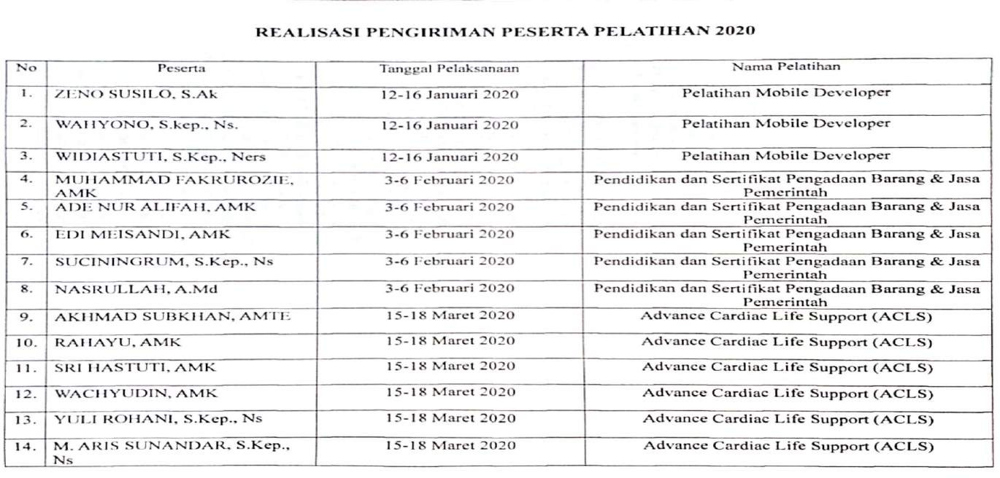 REALISASI PENGIRIMAN PESERTA PELATIHAN 2020
No Peserta Tanggal Pelaksanaan Nama Pelatihan
1. ZENO SUSILO, S.Ak 12-16 Januari 2020 Pelatihan Mobile Developer
2. WAHYONO, S.kep., Ns. 12-16 Januari 2020 Pelatihan Mobile Developer
3. WIDIASTUTI, S.Kep., Ners 12-16 Januari 2020 Pelatihan Mobile Developer
4. MUHAMMAD FAKRUROZIE, 3-6 Februari 2020 Pendidikan dan Sertifikat Pengadaan Barang & Jasa
AMK Pemerintah
5. ADE NUR ALIFAH, AMK 3-6 Februari 2020 Pendidikan dan Sertifikat Pengadaan Barang & Jasa
Pemerintah
6. EDI MEISANDI, AMK 3-6 Februari 2020 Pendidikan dan Sertifikat Pengadaan Barang & Jasa
Pemerintah
7. SUCININGRUM, S.Kep., Ns 3-6 Februari 2020 Pendidikan dan Sertifikat Pengadaan Barang & Jasa
Pemerintah
8. NASRULLAH, A.Md 3-6 Februari 2020 Pendidikan dan Sertifikat Pengadaan Barang & Jasa
Pemerintah
9. AKHMAD SUBKHAN, AMTE 15-18 Maret 2020 Advance Cardiac Life Support (ACLS)
10. RAHAYU, AMK 15-18 Maret 2020 Advance Cardiac Life Support (ACLS)
11. SRI HASTUTI, AMK 15-18 Maret 2020 Advance Cardiac Life Support (ACLS)
12. WACHYUDIN, AMK 15-18 Maret 2020 Advance Cardiac Life Support (ACLS)
13. YULI ROHANI, S.Kep., Ns 15-18 Maret 2020 Advance Cardiac Life Support (ACLS)
14. M. ARIS SUNANDAR, S.Kep., 15-18 Maret 2020 Advance Cardiac Life Support (ACLS)
Ns